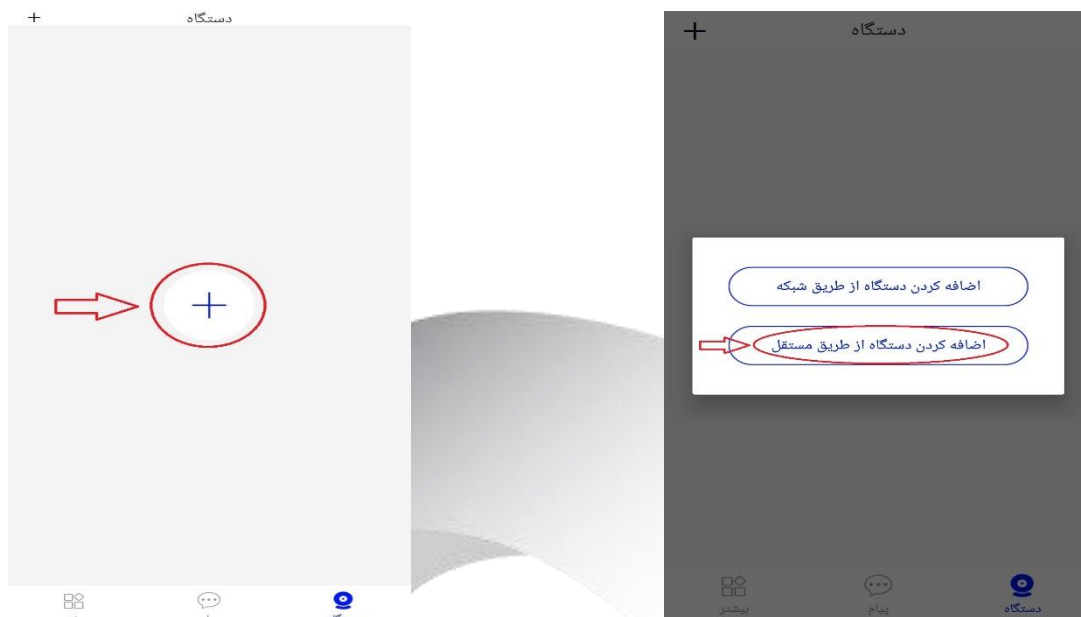 دستگاه
+
دستگاه
+
اضافه کردن دستگاه از طریق شبکه
اضافه کردن دستگاه از طریق مستقل
دستگاه
پیام
بیشتر